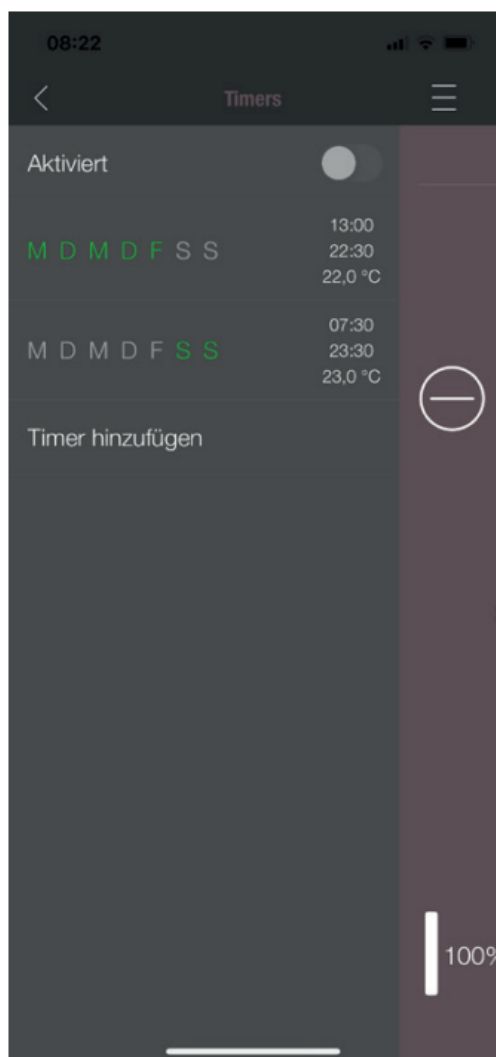 08:22
Timers
Aktiviert
M D M D F S S
13:00
22:30
22,0 °C
M D M D F S S
07:30
23:30
23,0 °C
Timer hinzufügen
100%